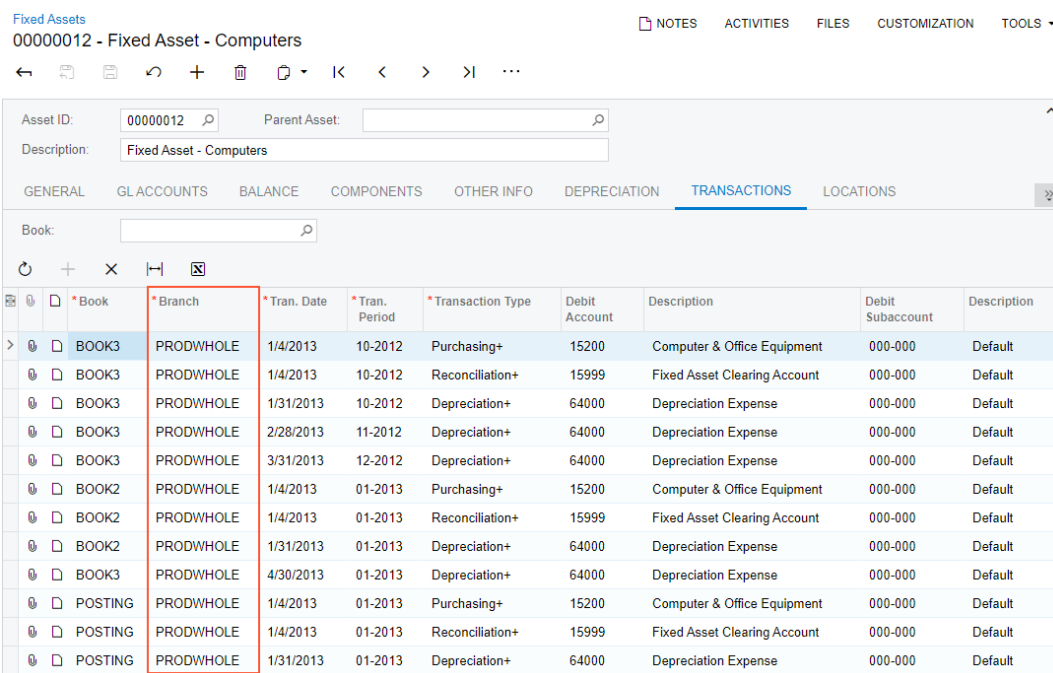 Fixed Assets
NOTES ACTIVITIES FILES CUSTOMIZATION TOOLS
00000012 - Fixed Asset - Computers
Asset ID: 00000012 Parent Asset:
Description: Fixed Asset - Computers
GENERAL GL ACCOUNTS BALANCE COMPONENTS OTHER INFO DEPRECIATION TRANSACTIONS LOCATIONS
Book:
* Book * Branch * Tran. Date * Tran. Period * Transaction Type Debit Account Description Debit Subaccount Description
BOOK3 PRODWHOLE 1/4/2013 10-2012 Purchasing+ 15200 Computer & Office Equipment 000-000 Default
BOOK3 PRODWHOLE 1/4/2013 10-2012 Reconciliation+ 15999 Fixed Asset Clearing Account 000-000 Default
BOOK3 PRODWHOLE 1/31/2013 10-2012 Depreciation+ 64000 Depreciation Expense 000-000 Default
BOOK3 PRODWHOLE 2/28/2013 11-2012 Depreciation+ 64000 Depreciation Expense 000-000 Default
BOOK3 PRODWHOLE 3/31/2013 12-2012 Depreciation+ 64000 Depreciation Expense 000-000 Default
BOOK2 PRODWHOLE 1/4/2013 01-2013 Purchasing+ 15200 Computer & Office Equipment 000-000 Default
BOOK2 PRODWHOLE 1/4/2013 01-2013 Reconciliation+ 15999 Fixed Asset Clearing Account 000-000 Default
BOOK2 PRODWHOLE 1/31/2013 01-2013 Depreciation+ 64000 Depreciation Expense 000-000 Default
BOOK3 PRODWHOLE 4/30/2013 01-2013 Depreciation+ 64000 Depreciation Expense 000-000 Default
POSTING PRODWHOLE 1/4/2013 01-2013 Purchasing+ 15200 Computer & Office Equipment 000-000 Default
POSTING PRODWHOLE 1/4/2013 01-2013 Reconciliation+ 15999 Fixed Asset Clearing Account 000-000 Default
POSTING PRODWHOLE 1/31/2013 01-2013 Depreciation+ 64000 Depreciation Expense 000-000 Default